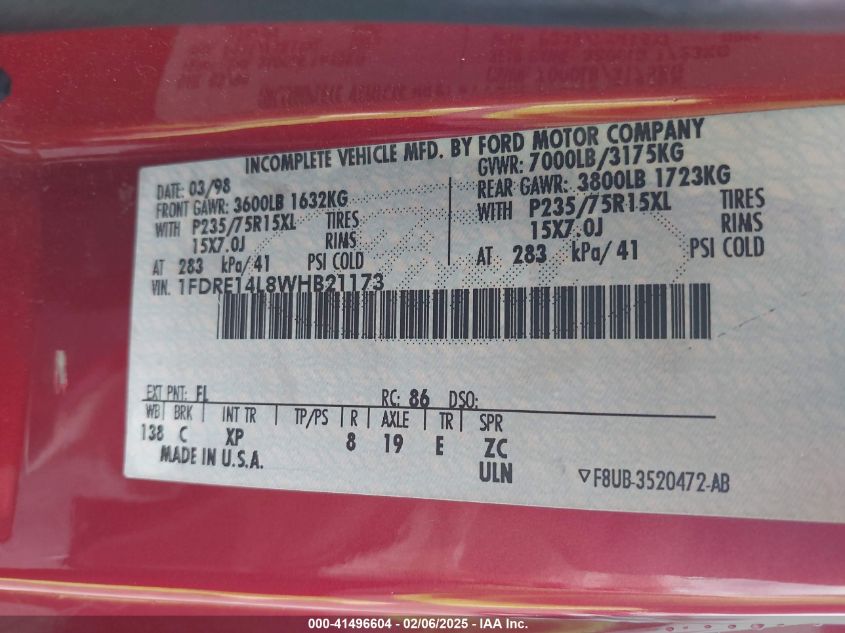 INCOMPLETE VEHICLE MFD. BY FORD MOTOR COMPANY
DATE: 03/98
GVWR: 7000LB/3175KG
FRONT GAWR: 3600LB 1632KG
REAR GAWR: 3800LB 1723KG
WITH P235/75R15XL TIRES
WITH P235/75R15XL TIRES
15X7.0J RIMS
15X7.0J RIMS
AT 283 kPa/41 PSI COLD
AT 283 kPa/41 PSI COLD
VIN: 1FDRE14L8WHB21173
EXT PNT: FL RC: 86 DSO:
WB BRK INT TR TP/PS R AXLE TR SPR
138 C XP 8 19 E ZC
MADE IN U.S.A. ULN
F8UB-3520472-AB
000-41496604 - 02/06/2025 - IAA Inc.